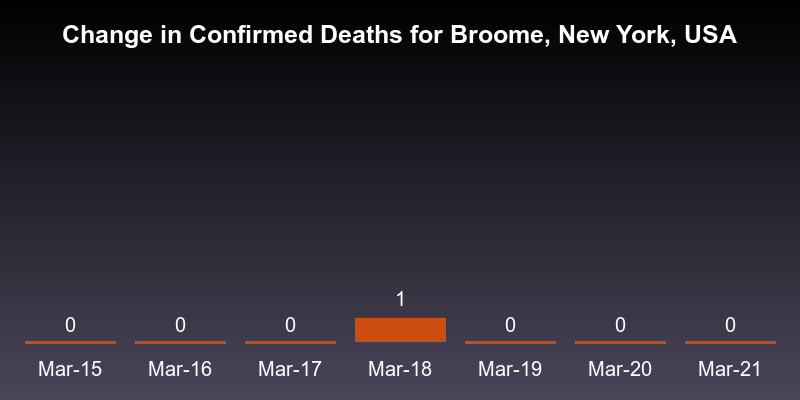 Change in Confirmed Deaths for Broome, New York, USA
1
0 0 0 0 0 0
Mar-15 Mar-16 Mar-17 Mar-18 Mar-19 Mar-20 Mar-21